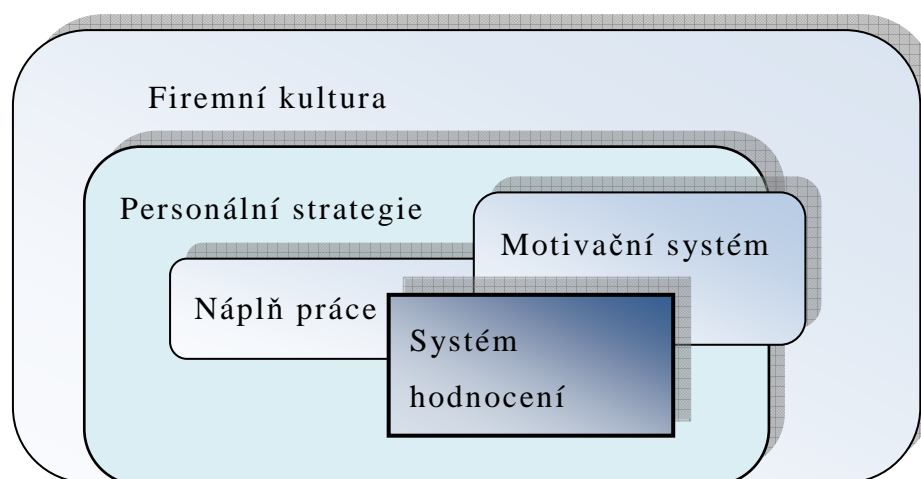 Firemní kultura
Personální strategie
Motivační systém
Náplň práce
Systém
hodnocení